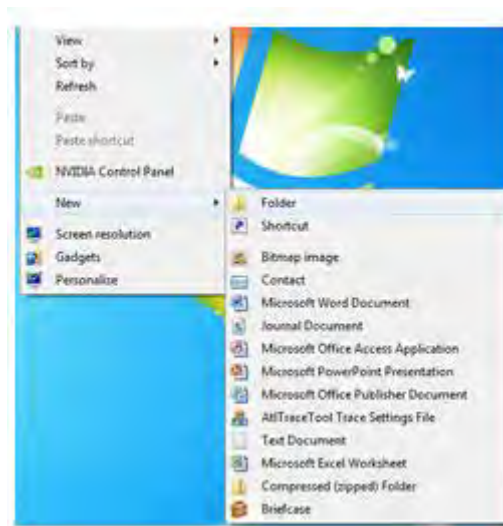 View
Sort by
Refresh
Paste
Paste shortcut
NVIDIA Control Panel
New
Screen resolution
Gadgets
Personalize
Folder
Shortcut
Bitmap image
Contact
Microsoft Word Document
Journal Document
Microsoft Office Access Application
Microsoft PowerPoint Presentation
Microsoft Office Publisher Document
AtlTraceTool Trace Settings File
Text Document
Microsoft Excel Worksheet
Compressed (zipped) Folder
Briefcase